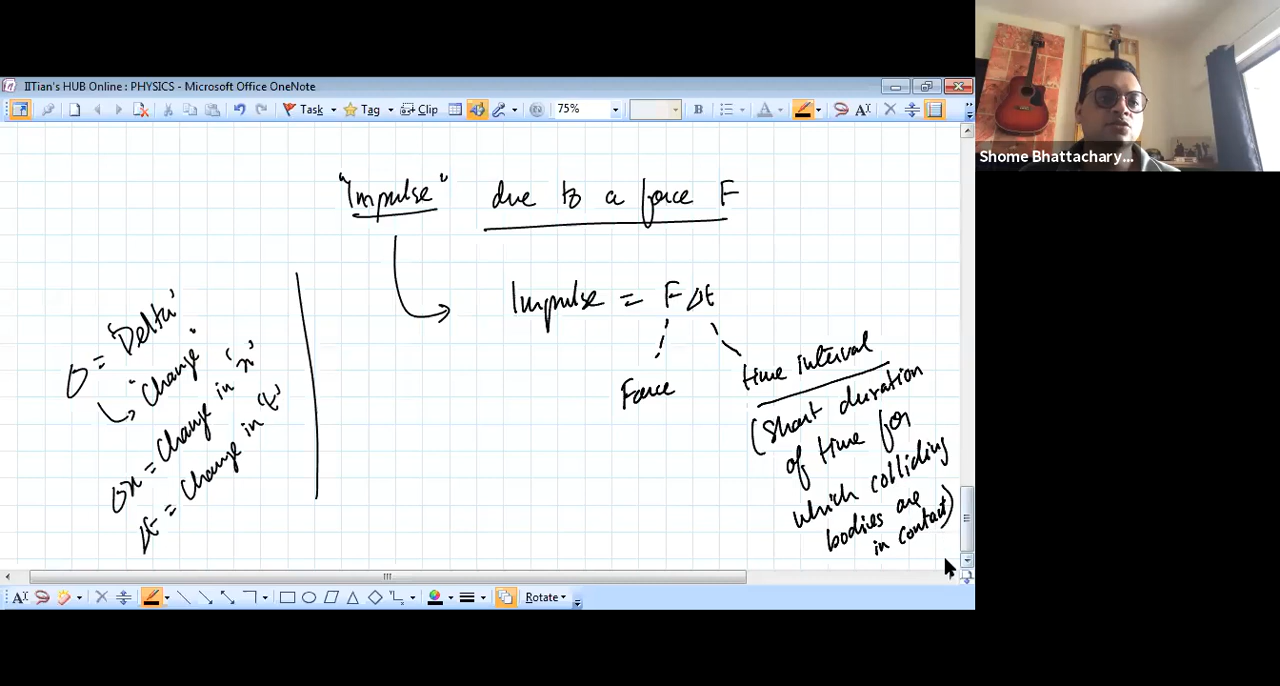 IITian's HUB Online : PHYSICS - Microsoft Office OneNote
Task Tag Clip 75% B A
Shome Bhattachary...
"Impulse" due to a force F
Impulse = F Δt
Force
time interval
(short duration
of time for
which colliding
bodies are
in contact)
Δ = 'Delta'
"Change"
Δx = Change in 'x'
Δt = Change in 't'
Rotate